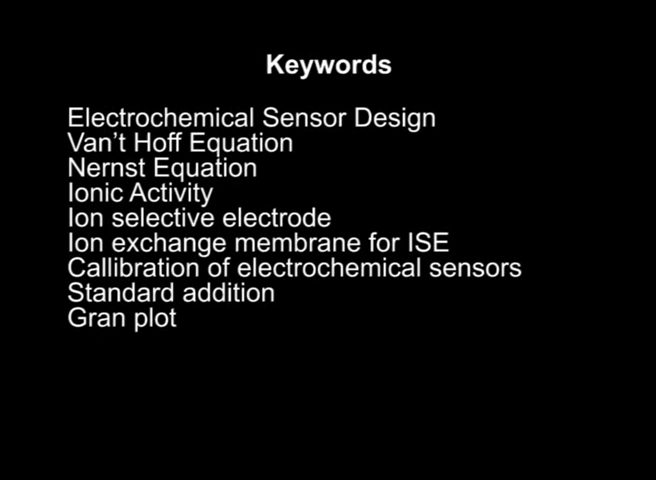 Keywords
Electrochemical Sensor Design
Van't Hoff Equation
Nernst Equation
Ionic Activity
Ion selective electrode
Ion exchange membrane for ISE
Callibration of electrochemical sensors
Standard addition
Gran plot